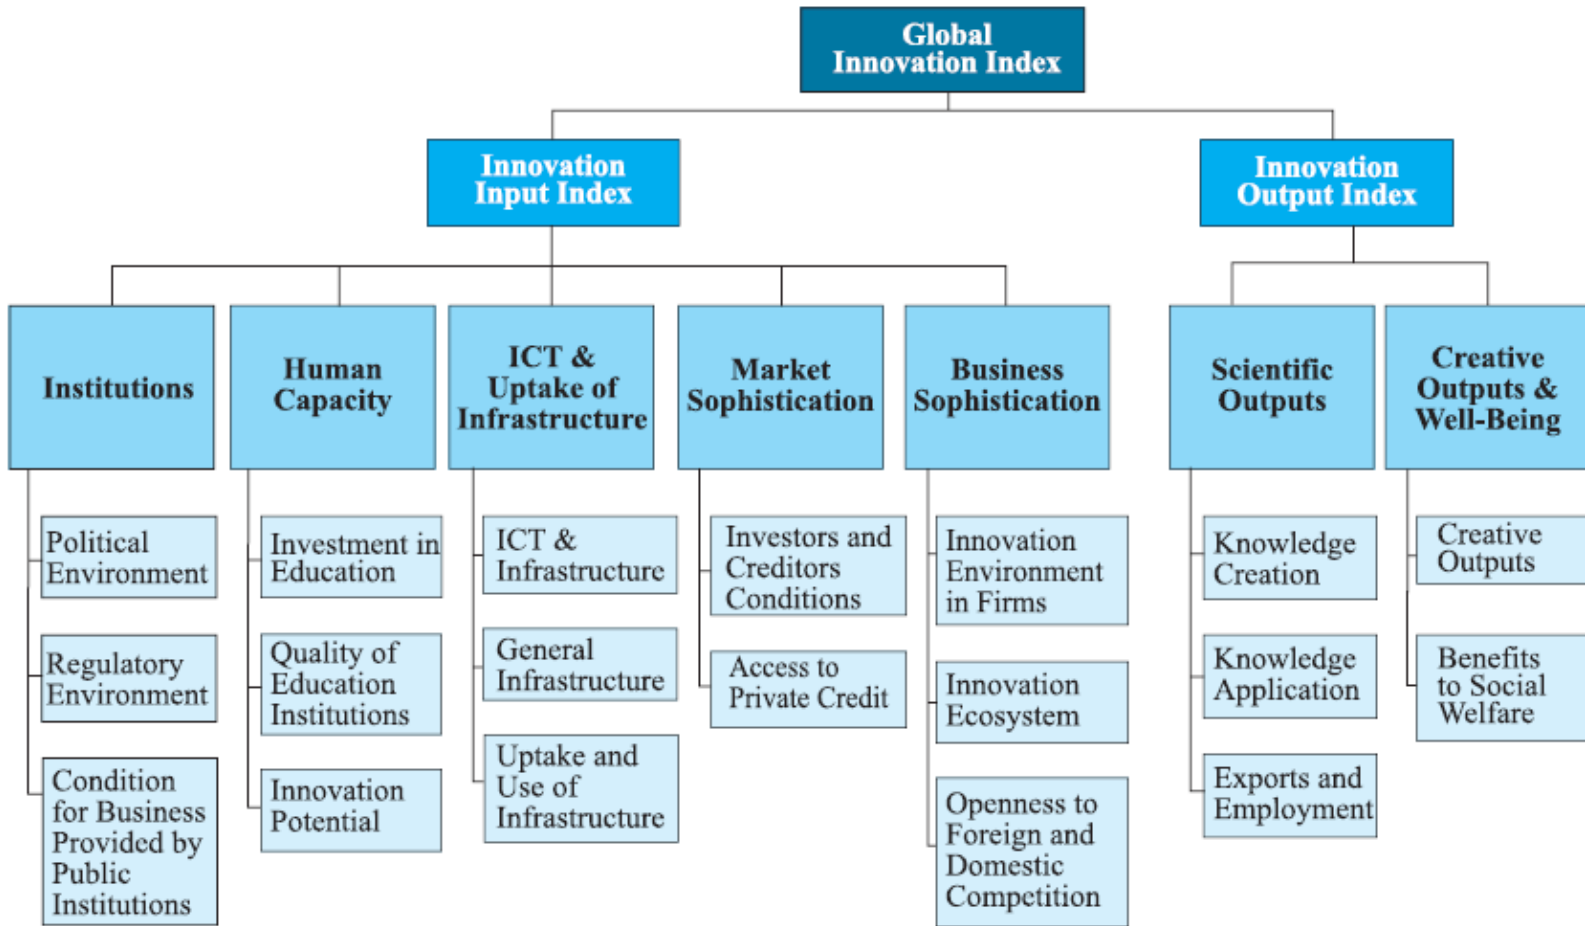 Global
Innovation Index
Innovation
Input Index
Innovation
Output Index
Institutions
Human
Capacity
ICT &
Uptake of
Infrastructure
Market
Sophistication
Business
Sophistication
Scientific
Outputs
Creative
Outputs &
Well-Being
Political
Environment
Regulatory
Environment
Condition
for Business
Provided by
Public
Institutions
Investment in
Education
Quality of
Education
Institutions
Innovation
Potential
ICT &
Infrastructure
General
Infrastructure
Uptake and
Use of
Infrastructure
Investors and
Creditors
Conditions
Access to
Private Credit
Innovation
Environment
in Firms
Innovation
Ecosystem
Openness to
Foreign and
Domestic
Competition
Knowledge
Creation
Knowledge
Application
Exports and
Employment
Creative
Outputs
Benefits
to Social
Welfare